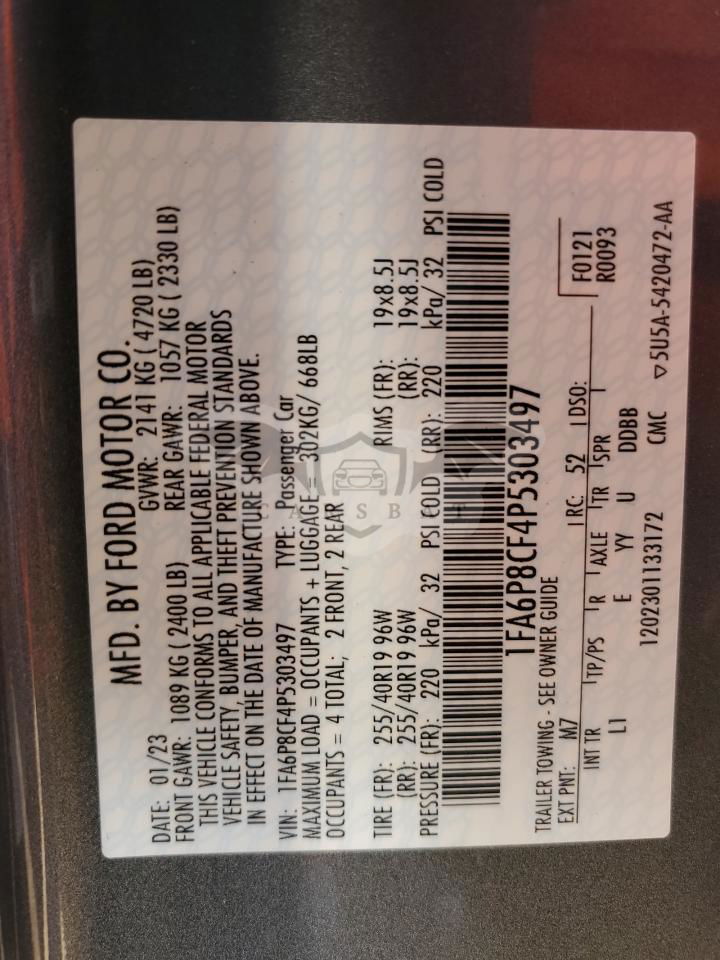 MFD. BY FORD MOTOR CO.
DATE: 01/23 GVWR: 2141 KG ( 4720 LB)
FRONT GAWR: 1089 KG ( 2400 LB) REAR GAWR: 1057 KG ( 2330 LB)
THIS VEHICLE CONFORMS TO ALL APPLICABLE FEDERAL MOTOR
VEHICLE SAFETY, BUMPER, AND THEFT PREVENTION STANDARDS
IN EFFECT ON THE DATE OF MANUFACTURE SHOWN ABOVE.
VIN: 1FA6P8CF4P5303497 TYPE: Passenger Car
MAXIMUM LOAD = OCCUPANTS + LUGGAGE = 302KG/ 668LB
OCCUPANTS = 4 TOTAL; 2 FRONT, 2 REAR
TIRE (FR): 255/40R19 96W RIMS (FR): 19x8.5J
(RR): 255/40R19 96W (RR): 19x8.5J
PRESSURE (FR): 220 kPa/ 32 PSI COLD (RR): 220 kPa/ 32 PSI COLD
1FA6P8CF4P5303497
TRAILER TOWING - SEE OWNER GUIDE
EXT PNT: M7 RC: 52 DSO: F0121
R0093
INT TR TP/PS R AXLE TR SPR
L1 E YY U DDBB
1202301133172 CMC ▽5U5A-5420472-AA